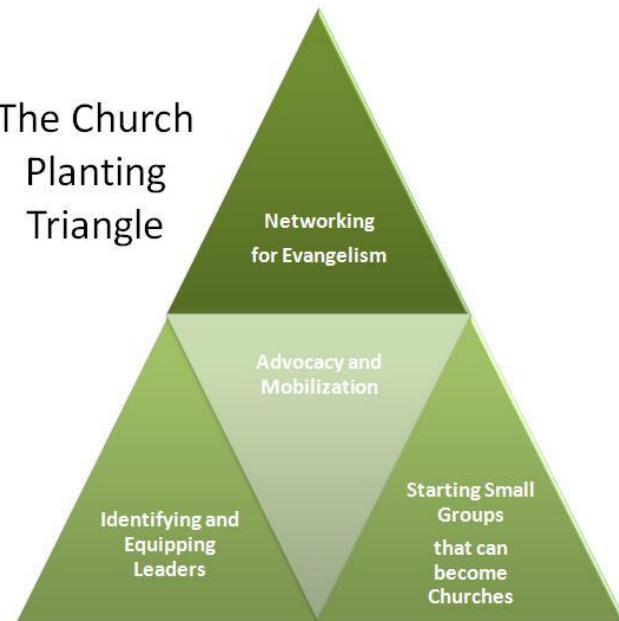 The Church
Planting
Triangle
Networking
for Evangelism
Advocacy and
Mobilization
Identifying and
Equipping
Leaders
Starting Small
Groups
that can
become
Churches